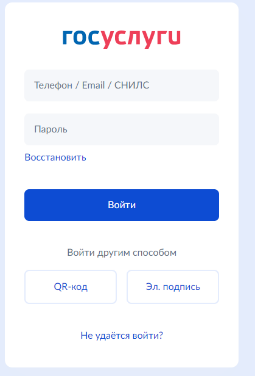 госуслуги
Телефон / Email / СНИЛС
Пароль
Восстановить
Войти
Войти другим способом
QR-код
Эл. подпись
Не удаётся войти?